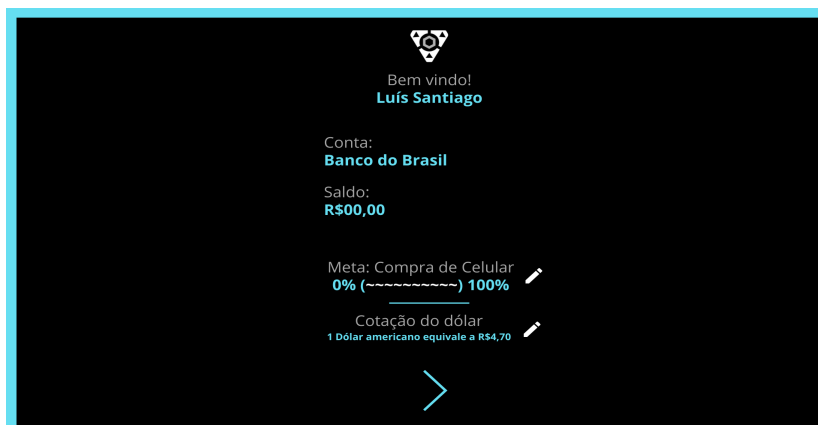 Bem vindo!
Luís Santiago
Conta:
Banco do Brasil
Saldo:
R$00,00
Meta: Compra de Celular
0% (~~~~~~~~~~) 100%
Cotação do dólar
1 Dólar americano equivale a R$4,70